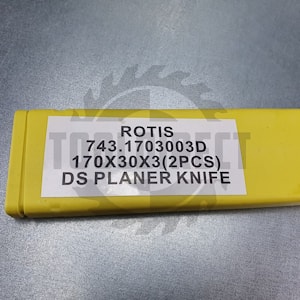 ROTIS
743.1703003D
170X30X3(2PCS)
DS PLANER KNIFE